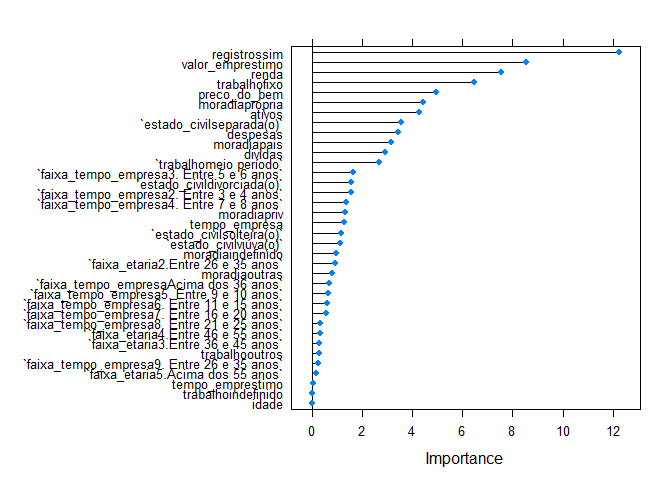 registrossim
valor_emprestimo
renda
trabalhofixo
preco_do_bem
moradiapropria
ativos
`estado_civilseparada(o)`
despesas
moradiapais
dividas
`trabalhomeio periodo`
`faixa_tempo_empresa3. Entre 5 e 6 anos`
`estado_civildivorciada(o)`
`faixa_tempo_empresa2. Entre 3 e 4 anos`
`faixa_tempo_empresa4. Entre 7 e 8 anos`
moradiapriv
tempo_empresa
`estado_civilsolteira(o)`
`estado_civilviuva(o)`
moradiaindefinido
`faixa_etaria2.Entre 26 e 35 anos`
moradiaoutras
`faixa_tempo_empresaAcima dos 36 anos`
`faixa_tempo_empresa5. Entre 9 e 10 anos`
`faixa_tempo_empresa6. Entre 11 e 15 anos`
`faixa_tempo_empresa7. Entre 16 e 20 anos`
`faixa_tempo_empresa8. Entre 21 e 25 anos`
`faixa_etaria4.Entre 46 e 55 anos`
`faixa_etaria3.Entre 36 e 45 anos`
trabalhooutros
`faixa_tempo_empresa9. Entre 26 e 35 anos`
`faixa_etaria5.Acima dos 55 anos`
tempo_emprestimo
trabalhoindefinido
idade
0 2 4 6 8 10 12
Importance